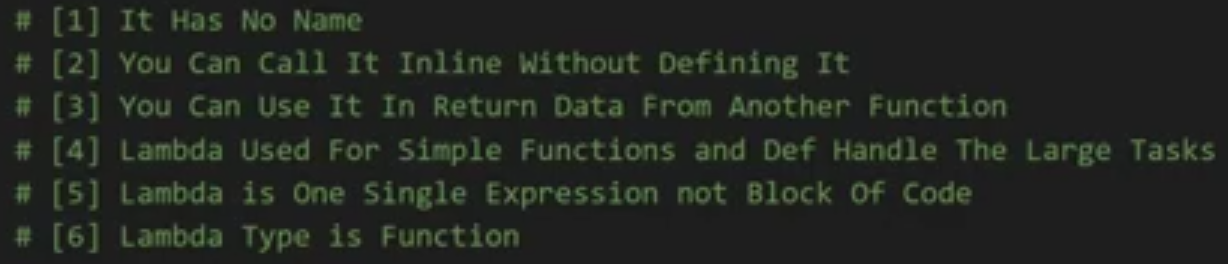 # [1] It Has No Name
# [2] You Can Call It Inline Without Defining It
# [3] You Can Use It In Return Data From Another Function
# [4] Lambda Used For Simple Functions and Def Handle The Large Tasks
# [5] Lambda is One Single Expression not Block Of Code
# [6] Lambda Type is Function